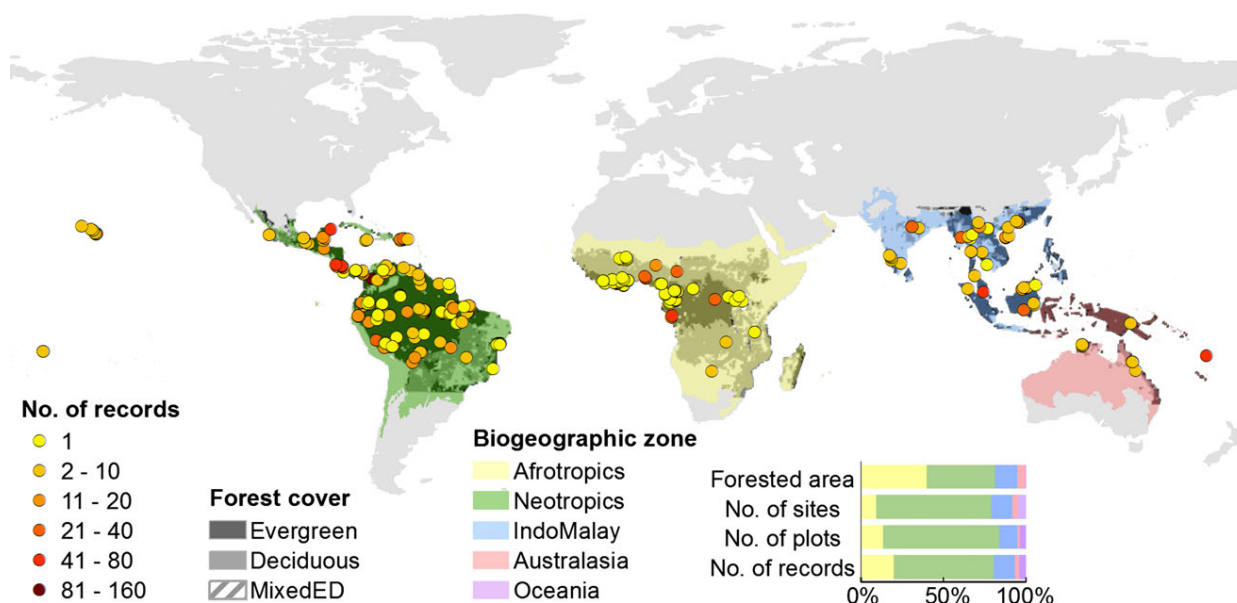 No. of records
1
2 - 10
11 - 20
21 - 40
41 - 80
81 - 160
Forest cover
Evergreen
Deciduous
MixedED
Biogeographic zone
Afrotropics
Neotropics
IndoMalay
Australasia
Oceania
Forested area
No. of sites
No. of plots
No. of records
0% 50% 100%